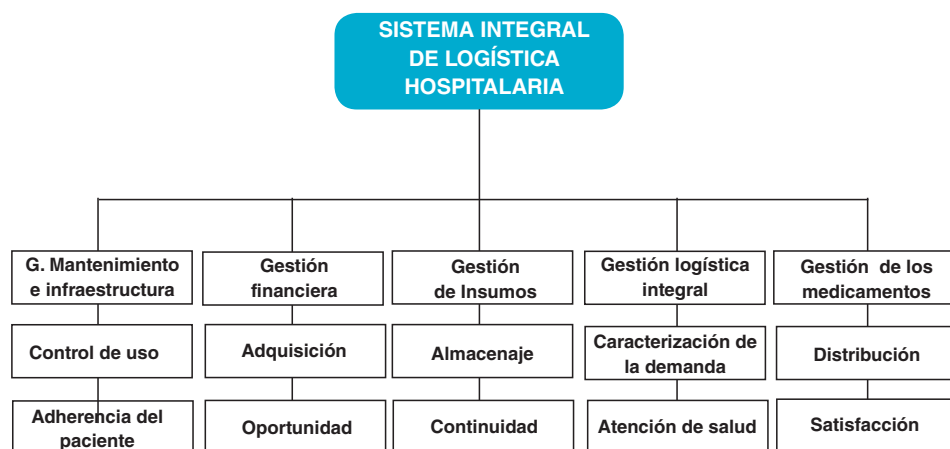 SISTEMA INTEGRAL
DE LOGÍSTICA
HOSPITALARIA
G. Mantenimiento
e infraestructura
Gestión
financiera
Gestión
de Insumos
Gestión logística
integral
Gestión de los
medicamentos
Control de uso
Adquisición
Almacenaje
Caracterización de
la demanda
Distribución
Adherencia del
paciente
Oportunidad
Continuidad
Atención de salud
Satisfacción